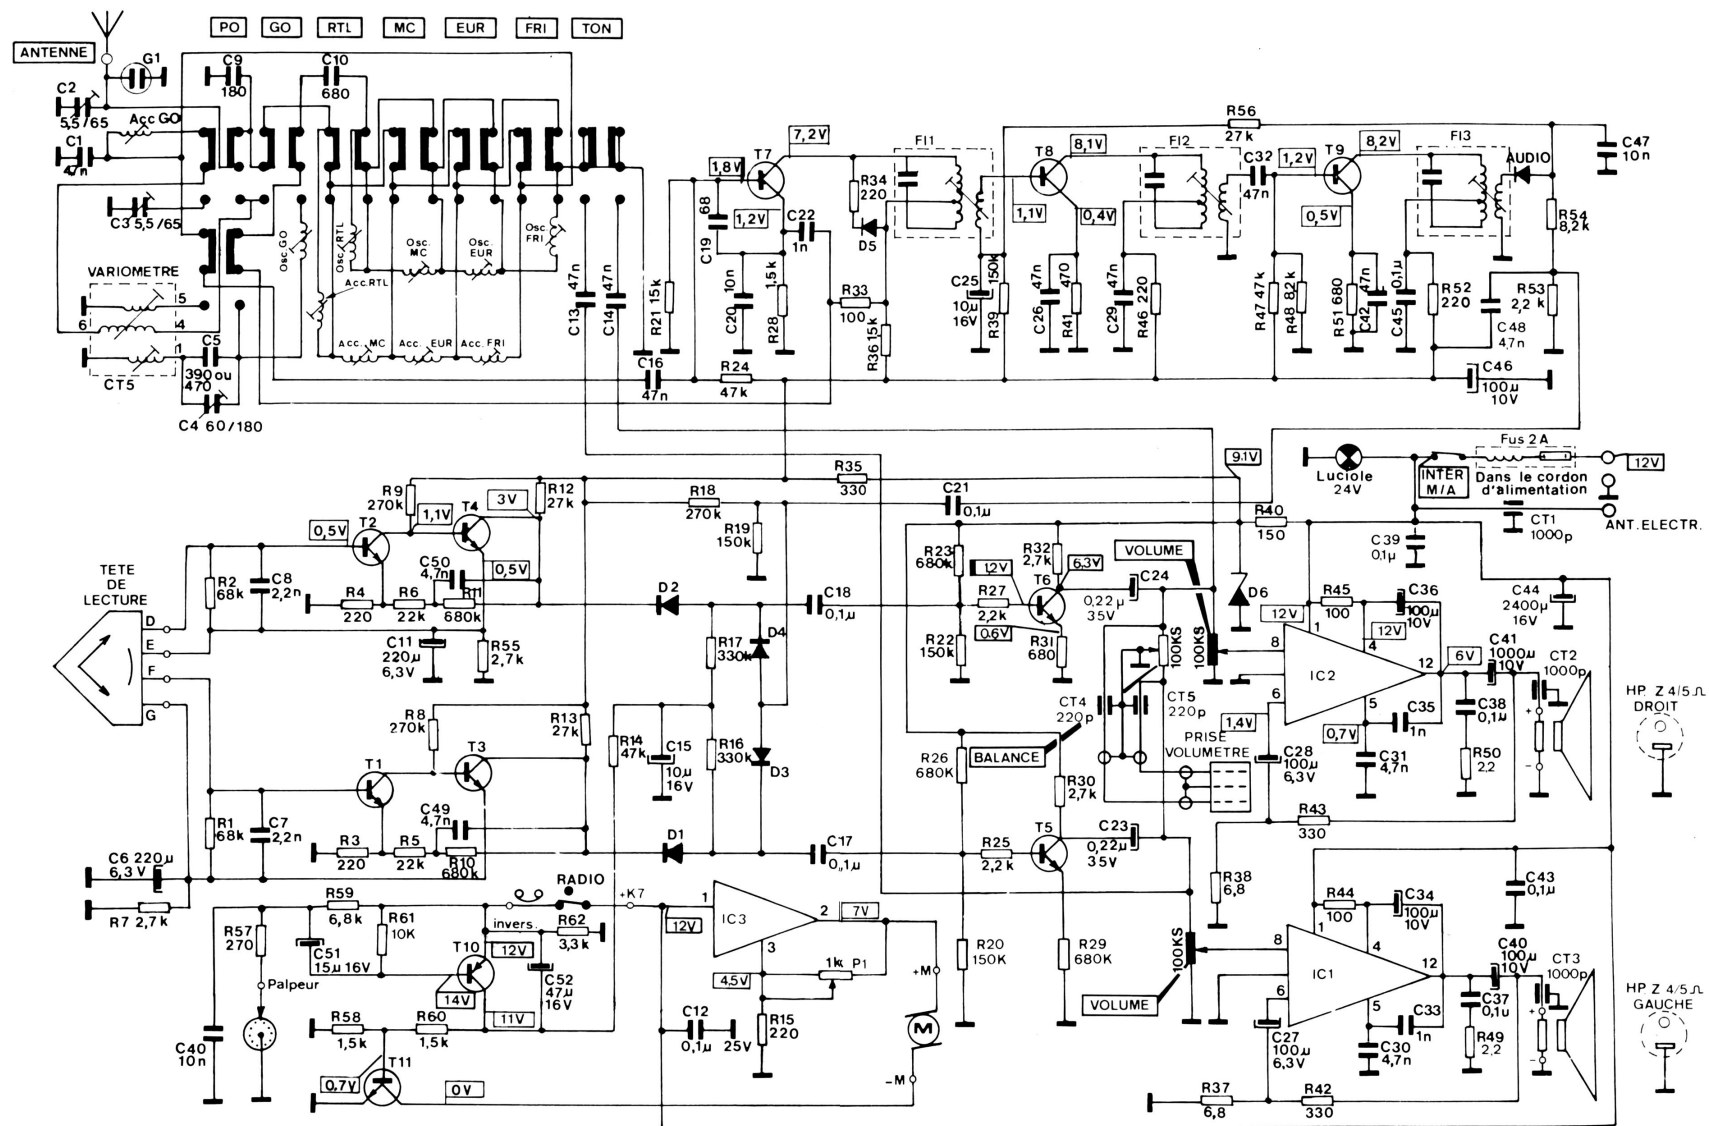 PO GO RTL MC EUR FRI TON
ANTENNE
G1
C2
5,5/65
C9
180
C10
680
Acc GO
C1
47n
C3 5,5/65
VARIOMETRE
5
6
4
1
CT5
C5
390 ou
470
C4 60/180
Osc.GO
Osc.RTL
Acc.RTL
Osc.
MC
Osc.
EUR
Osc.
FRI
Acc. MC
Acc. EUR
Acc. FRI
C13 47n
C14 47n
C16
47n
R21 15k
R24
47k
7,2V
T7
1,8V
1,2V
68
C19
C22
1n
C20 10n
R28 1,5k
R33
100
R34
220
D5
R36 15k
FI1
C25
10µ
16V
R39 150k
T8
8,1V
1,1V
0,4V
C26 47n
R41 470
C29 47n
R46 220
FI2
C32
47n
R56
27k
R47 47k
R48 82k
1,2V
T9
8,2V
0,5V
R51 680
C42 47n
C45 0,1µ
R52
220
FI3
AUDIO
C47
10n
R54
8,2k
R53
2,2
k
C48
4,7n
C46
100µ
10V
Luciole
24V
INTER
M/A
Fus 2A
Dans le cordon
d'alimentation
12V
CT1
1000p
ANT.ELECTR.
TETE
DE
LECTURE
D
E
F
G
R2
68k
C8
2,2n
0,5V
T2
R9
270k
1,1V
T4
3V
R12
27k
0,5V
C50
4,7n
R4
220
R6
22k
R11
680k
C11
220µ
6,3V
R55
2,7k
R35
330
R18
270k
R19
150k
C21
0,1µ
9.1V
D2
R17
330k
D4
C18
0,1µ
R23
680k
R22
150k
R27
2,2k
12V
T6
R32
2,7k
6,3V
0.6V
R31
680
C24
0,22µ
35V
VOLUME
100KS
100KS
CT4
220p
CT5
220p
BALANCE
PRISE
VOLUMETRE
D6
R40
150
C39
0,1µ
12V
R45
100
C36
100µ
10V
12V
1
8
4
6
12
5
IC2
6V
1,4V
0,7V
C28
100µ
6,3V
C31
4,7n
C35
1n
C38
0,1µ
R50
2,2
C41
1000µ
10V
C44
2400µ
16V
CT2
1000p
+
-
HP. Z 4/5Ω
DROIT
R43
330
R38
6,8
R1
68k
C7
2,2n
T1
R8
270k
T3
R13
27k
C49
4,7n
R3
220
R5
22k
R10
680k
R14
47k
C15
10µ
16V
R16
330k
D3
D1
C17
0,1µ
R26
680K
R20
150K
R25
2,2k
T5
R30
2,7k
R29
680K
C23
0,22µ
35V
C6 220µ
6,3V
R7 2,7k
R57
270
R59
6,8k
C51
15µ 16V
R61
10K
RADIO
+K7
invers.
R62
3,3k
T10
12V
14V
11V
C52
47µ
16V
Palpeur
C40
10n
R58
1,5k
R60
1,5k
T11
0,7V
0V
12V
1
IC3
2
3
7V
4,5V
1k P1
R15
220
C12
0,1µ 25V
+M
M
-M
100KS
VOLUME
8
1
4
6
12
5
IC1
R44
100
C34
100µ
10V
C43
0,1µ
C27
100µ
6,3V
C30
4,7n
C33
1n
C37
0,1µ
R49
2,2
C40
100µ
10V
CT3
1000p
+
-
HP Z 4/5Ω
GAUCHE
R37
6,8
R42
330